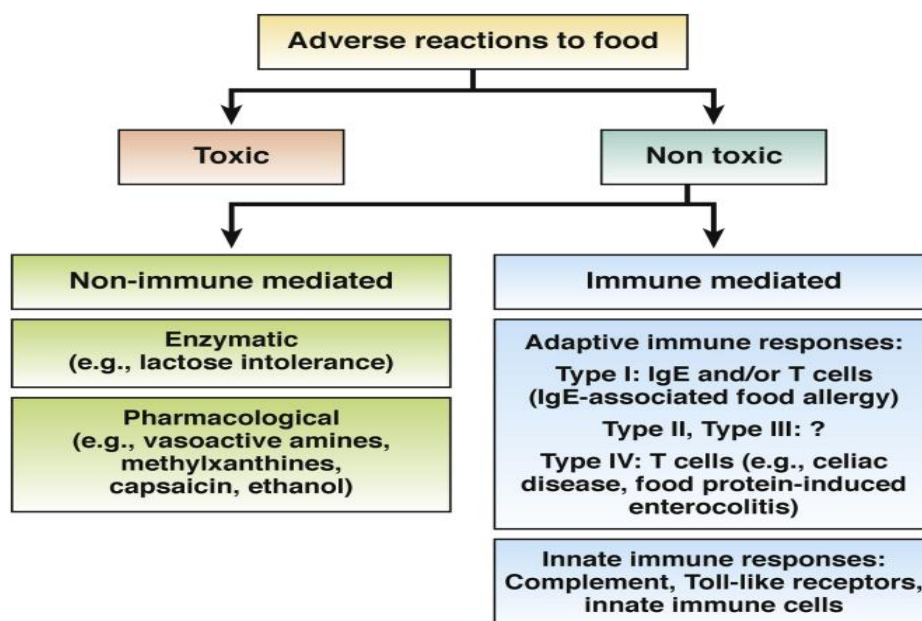 Adverse reactions to food
Toxic
Non toxic
Non-immune mediated
Enzymatic
(e.g., lactose intolerance)
Pharmacological
(e.g., vasoactive amines,
methylxanthines,
capsaicin, ethanol)
Immune mediated
Adaptive immune responses:
Type I: IgE and/or T cells
(IgE-associated food allergy)
Type II, Type III: ?
Type IV: T cells (e.g., celiac
disease, food protein-induced
enterocolitis)
Innate immune responses:
Complement, Toll-like receptors,
innate immune cells